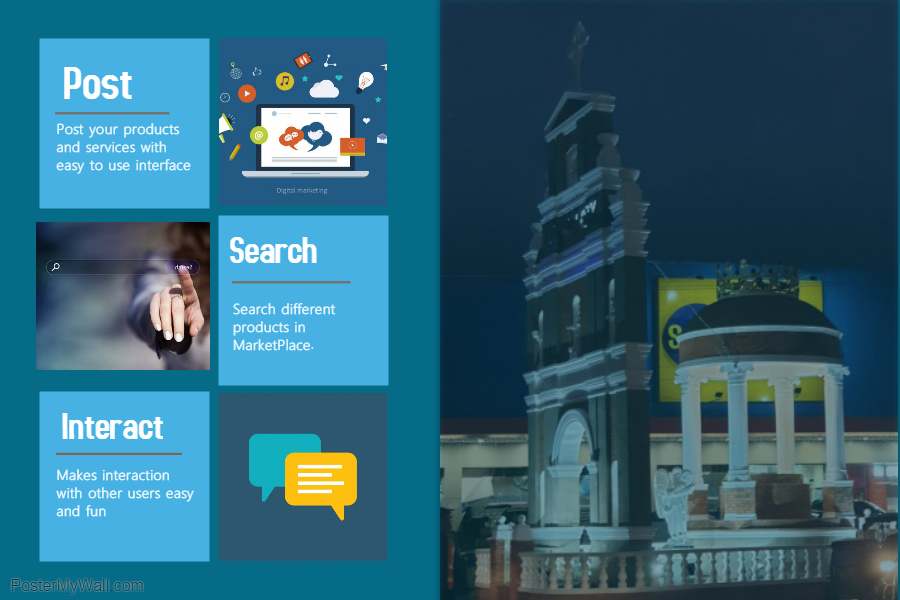 Post
Post your products
and services with
easy to use interface
Digital marketing
Search
Search
Search different
products in
MarketPlace.
Interact
Makes interaction
with other users easy
and fun
PosterMyWall.com